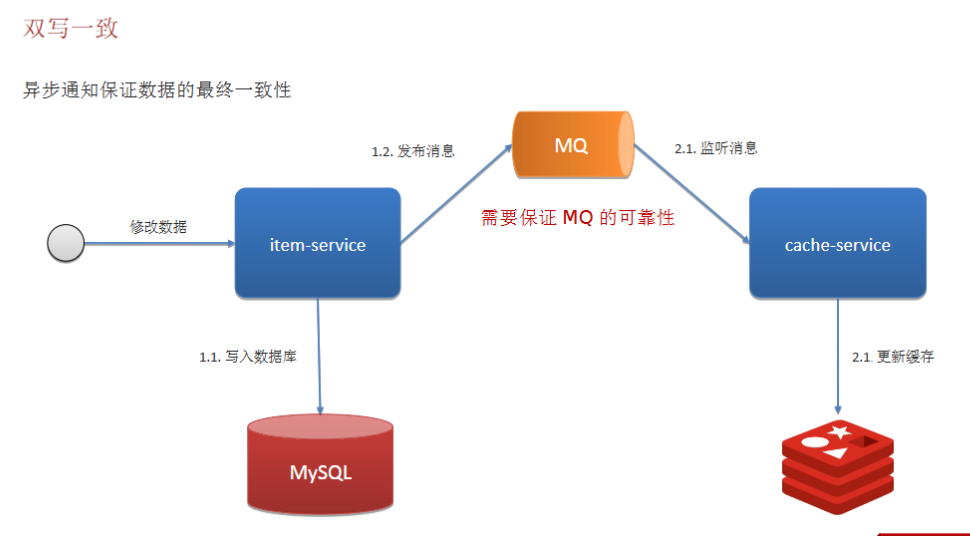 双写一致
异步通知保证数据的最终一致性
MQ
1.2. 发布消息
2.1. 监听消息
需要保证 MQ 的可靠性
修改数据
item-service
cache-service
1.1. 写入数据库
2.1. 更新缓存
MySQL